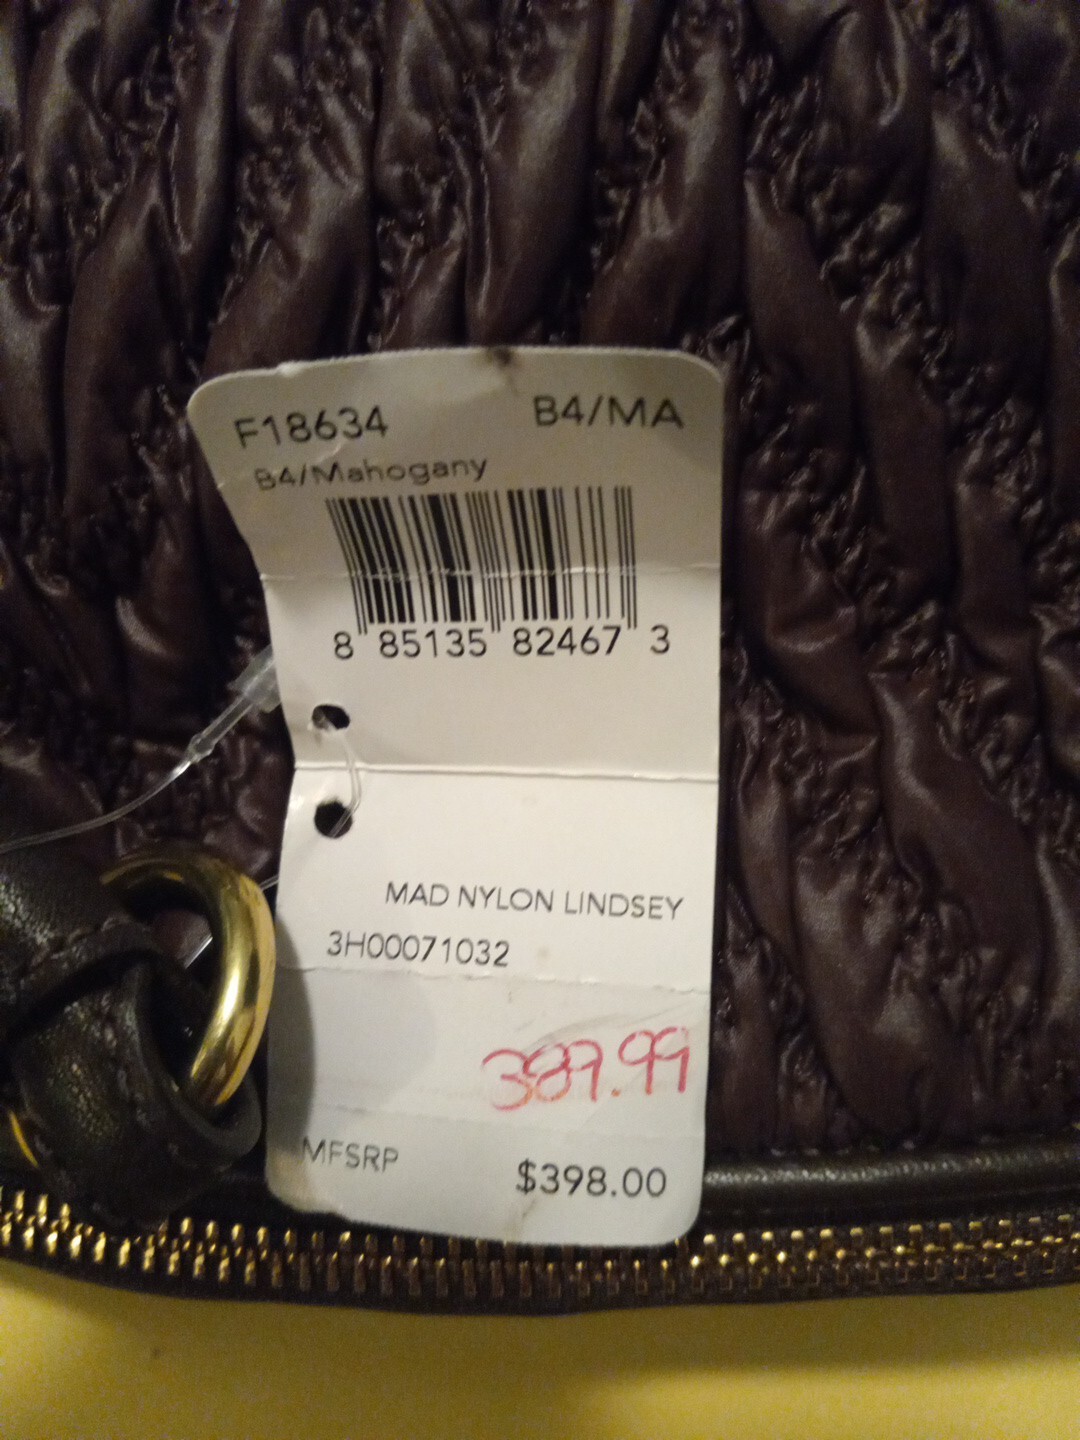 F18634 B4/MA
B4/Mahogany
8 85135 82467 3
MAD NYLON LINDSEY
3H00071032
389.99
MFSRP $398.00